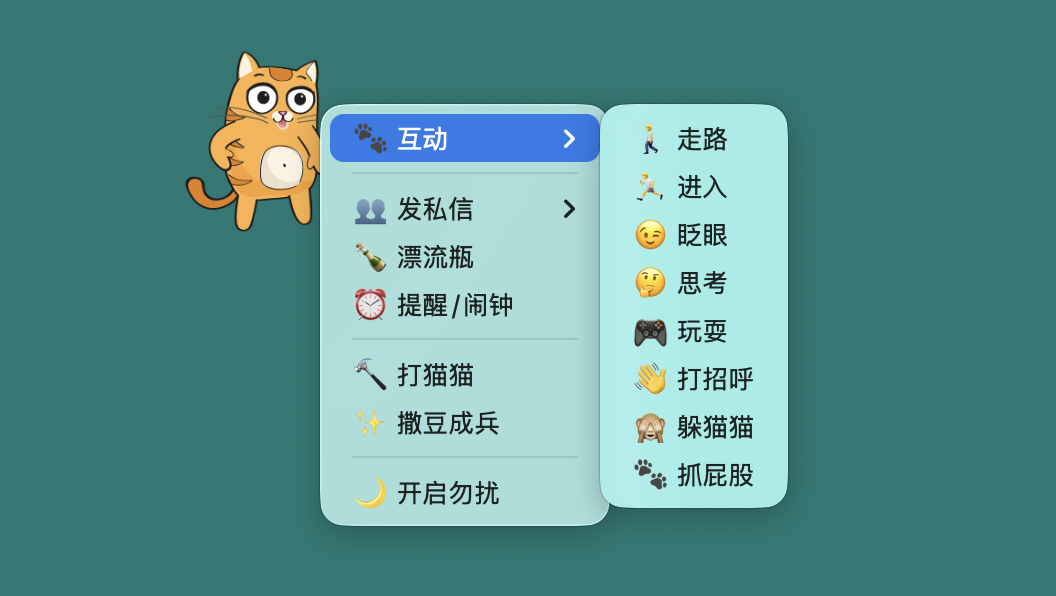 互动
发私信
漂流瓶
提醒/闹钟
打猫猫
撒豆成兵
开启勿扰
走路
进入
眨眼
思考
玩耍
打招呼
躲猫猫
抓屁股